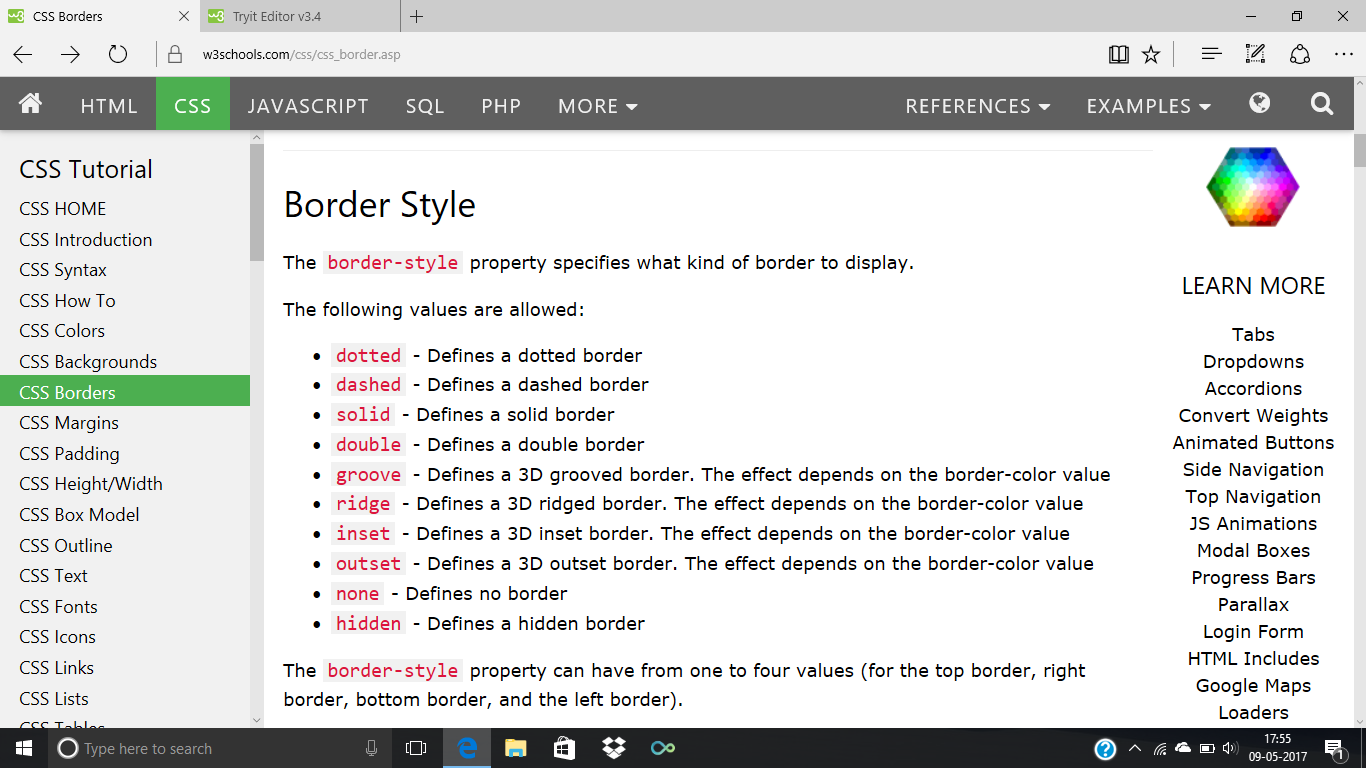 CSS Borders
Tryit Editor v3.4
w3schools.com/css/css_border.asp
HTML
CSS
JAVASCRIPT
SQL
PHP
MORE
REFERENCES
EXAMPLES
CSS Tutorial
CSS HOME
CSS Introduction
CSS Syntax
CSS How To
CSS Colors
CSS Backgrounds
CSS Borders
CSS Margins
CSS Padding
CSS Height/Width
CSS Box Model
CSS Outline
CSS Text
CSS Fonts
CSS Icons
CSS Links
CSS Lists
CSS Tables
Border Style
The border-style property specifies what kind of border to display.
The following values are allowed:
• dotted - Defines a dotted border
• dashed - Defines a dashed border
• solid - Defines a solid border
• double - Defines a double border
• groove - Defines a 3D grooved border. The effect depends on the border-color value
• ridge - Defines a 3D ridged border. The effect depends on the border-color value
• inset - Defines a 3D inset border. The effect depends on the border-color value
• outset - Defines a 3D outset border. The effect depends on the border-color value
• none - Defines no border
• hidden - Defines a hidden border
The border-style property can have from one to four values (for the top border, right
border, bottom border, and the left border).
LEARN MORE
Tabs
Dropdowns
Accordions
Convert Weights
Animated Buttons
Side Navigation
Top Navigation
JS Animations
Modal Boxes
Progress Bars
Parallax
Login Form
HTML Includes
Google Maps
Loaders
Type here to search
17:55
09-05-2017
1